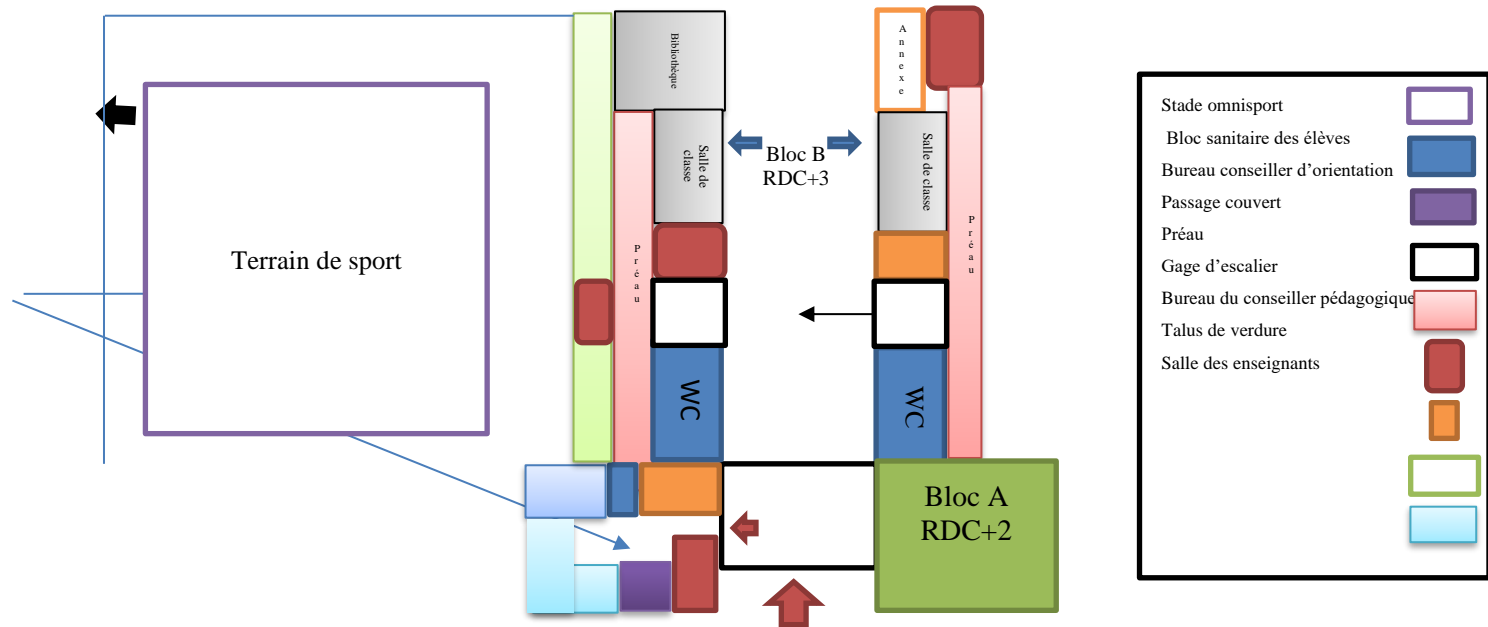 Bibliothèque
Annexe
Salle de
classe
Bloc B
RDC+3
Salle de classe
Terrain de sport
Préau
Préau
WC
WC
Bloc A
RDC+2
Stade omnisport
Bloc sanitaire des élèves
Bureau conseiller d’orientation
Passage couvert
Préau
Gage d’escalier
Bureau du conseiller pédagogique
Talus de verdure
Salle des enseignants